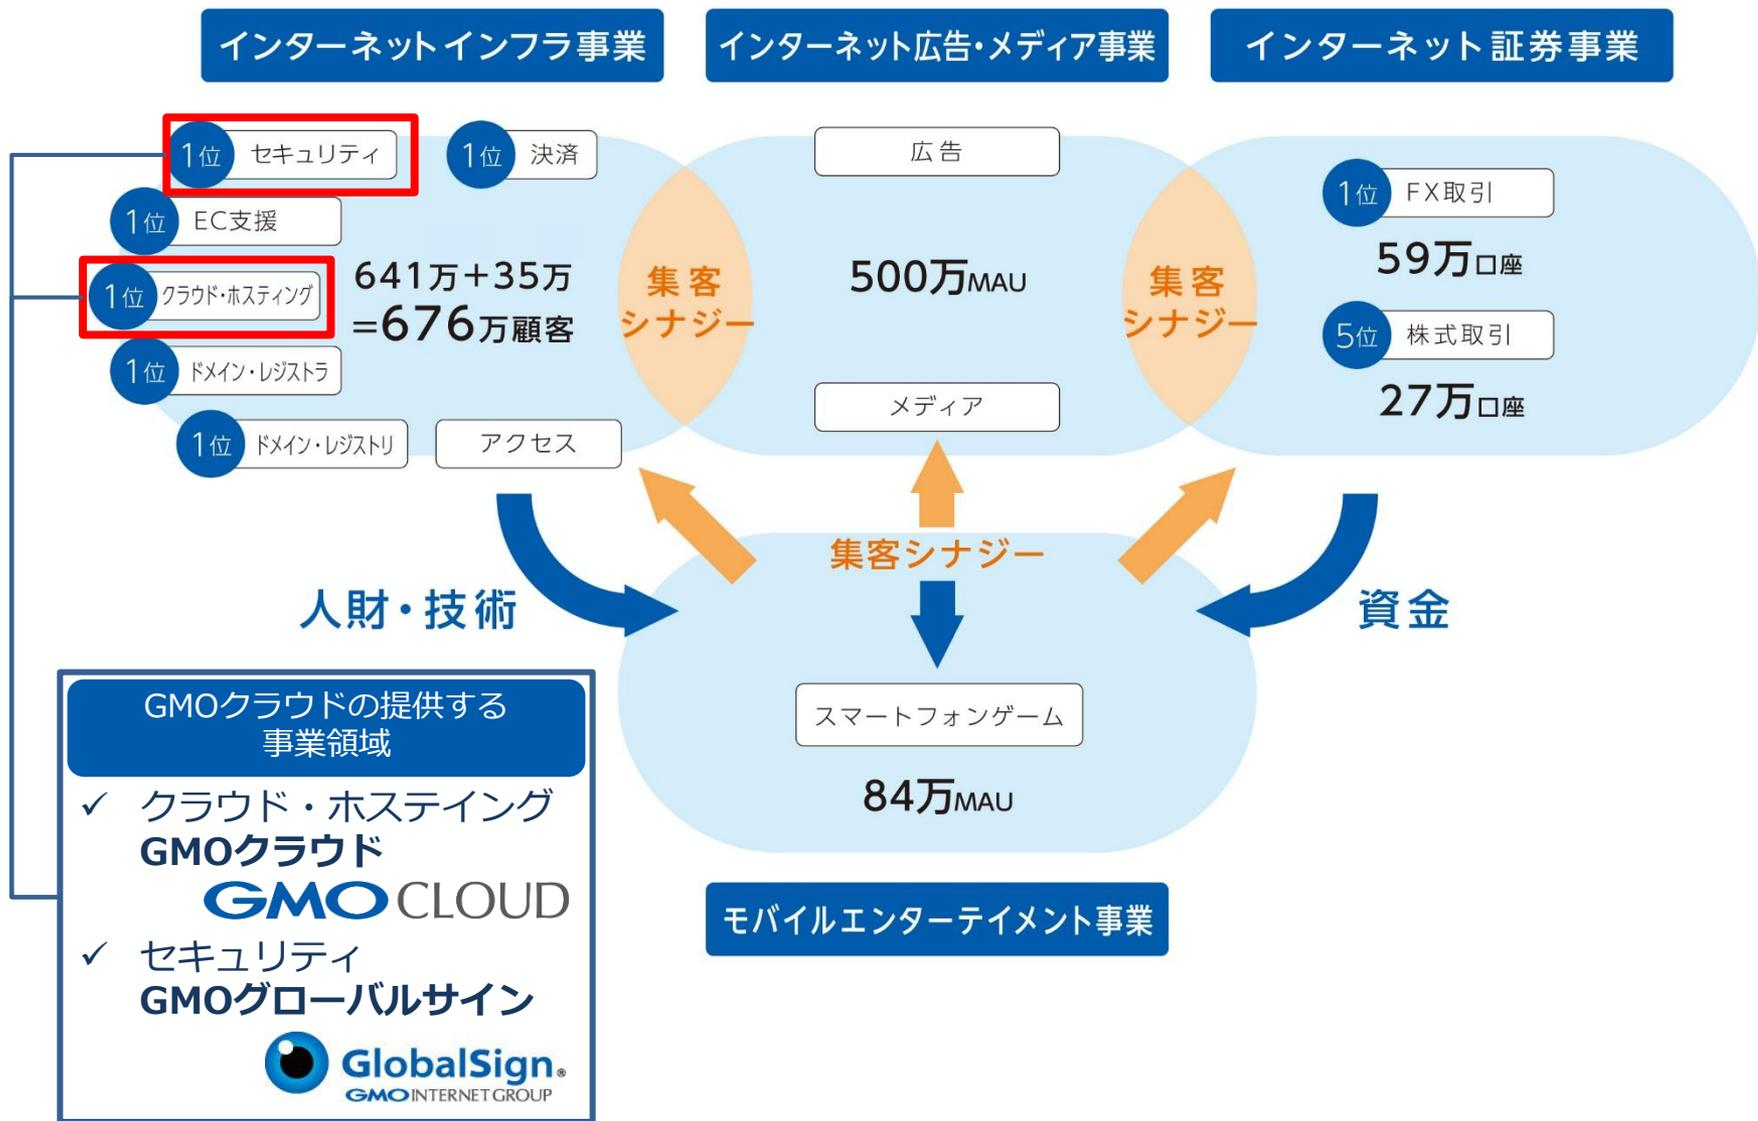 インターネットインフラ事業
インターネット広告・メディア事業
インターネット証券事業
1位 セキュリティ
1位 決済
1位 EC支援
1位 クラウド・ホスティング
1位 ドメイン・レジストラ
1位 ドメイン・レジストリ
アクセス
641万+35万
=676万顧客
集客
シナジー
広告
500万MAU
メディア
集客
シナジー
1位 FX取引
59万口座
5位 株式取引
27万口座
集客シナジー
人財・技術
資金
スマートフォンゲーム
84万MAU
モバイルエンターテイメント事業
GMOクラウドの提供する
事業領域
✓ クラウド・ホステイング
GMOクラウド
GMO CLOUD
✓ セキュリティ
GMOグローバルサイン
GlobalSign®
GMO INTERNET GROUP